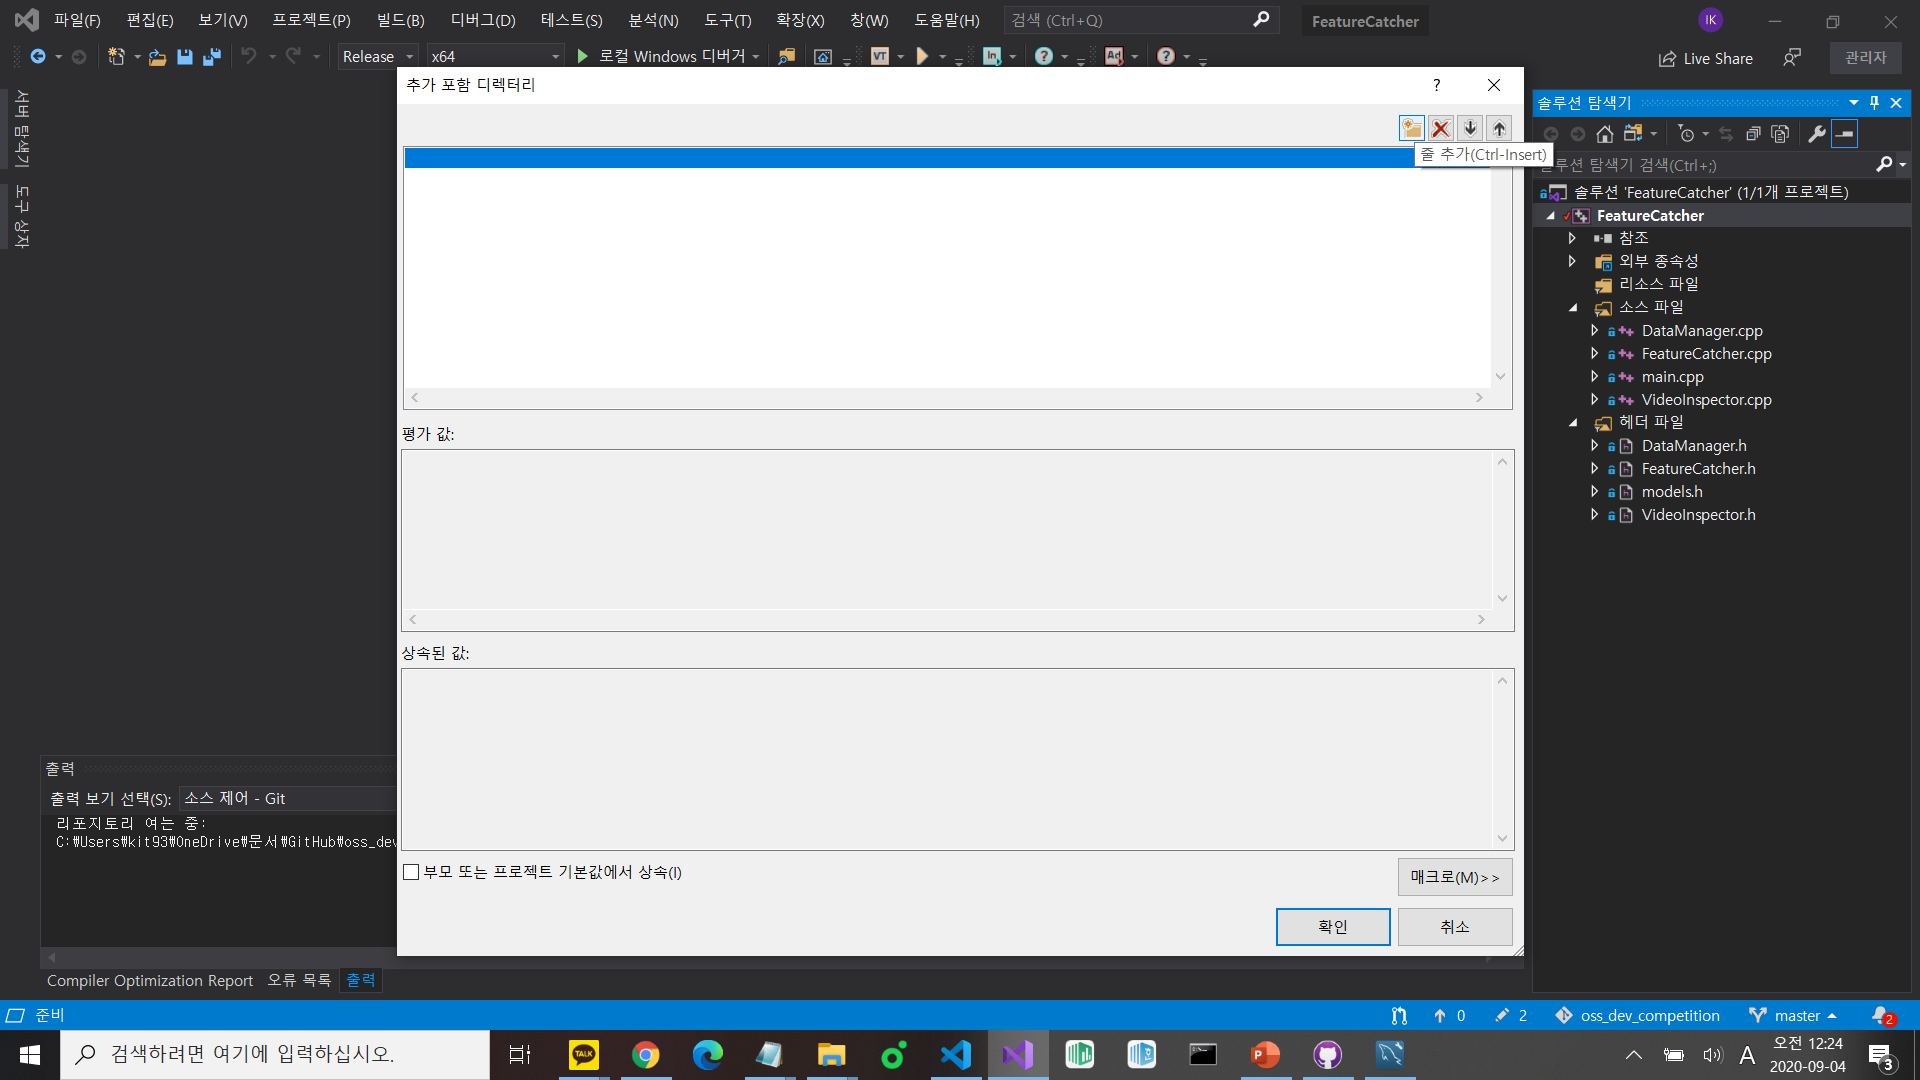 파일(F) 편집(E) 보기(V) 프로젝트(P) 빌드(B) 디버그(D) 테스트(S) 분석(N) 도구(T) 확장(X) 창(W) 도움말(H) 검색 (Ctrl+Q) FeatureCatcher IK
Release x64 로컬 Windows 디버거 VT In Ad Live Share 관리자
서버 탐색기
도구 상자
추가 포함 디렉터리 ?
줄 추가(Ctrl-Insert)
평가 값:
상속된 값:
부모 또는 프로젝트 기본값에서 상속(I)
매크로(M)>>
확인 취소
솔루션 탐색기
솔루션 탐색기 검색(Ctrl+;)
솔루션 'FeatureCatcher' (1/1개 프로젝트)
FeatureCatcher
참조
외부 종속성
리소스 파일
소스 파일
DataManager.cpp
FeatureCatcher.cpp
main.cpp
VideoInspector.cpp
헤더 파일
DataManager.h
FeatureCatcher.h
models.h
VideoInspector.h
출력
출력 보기 선택(S): 소스 제어 - Git
리포지토리 여는 중:
C:₩Users₩kit93₩OneDrive₩문서₩GitHub₩oss_dev
Compiler Optimization Report 오류 목록 출력
준비 0 2 oss_dev_competition master 2
검색하려면 여기에 입력하십시오. TALK A 오전 12:24
2020-09-04 3